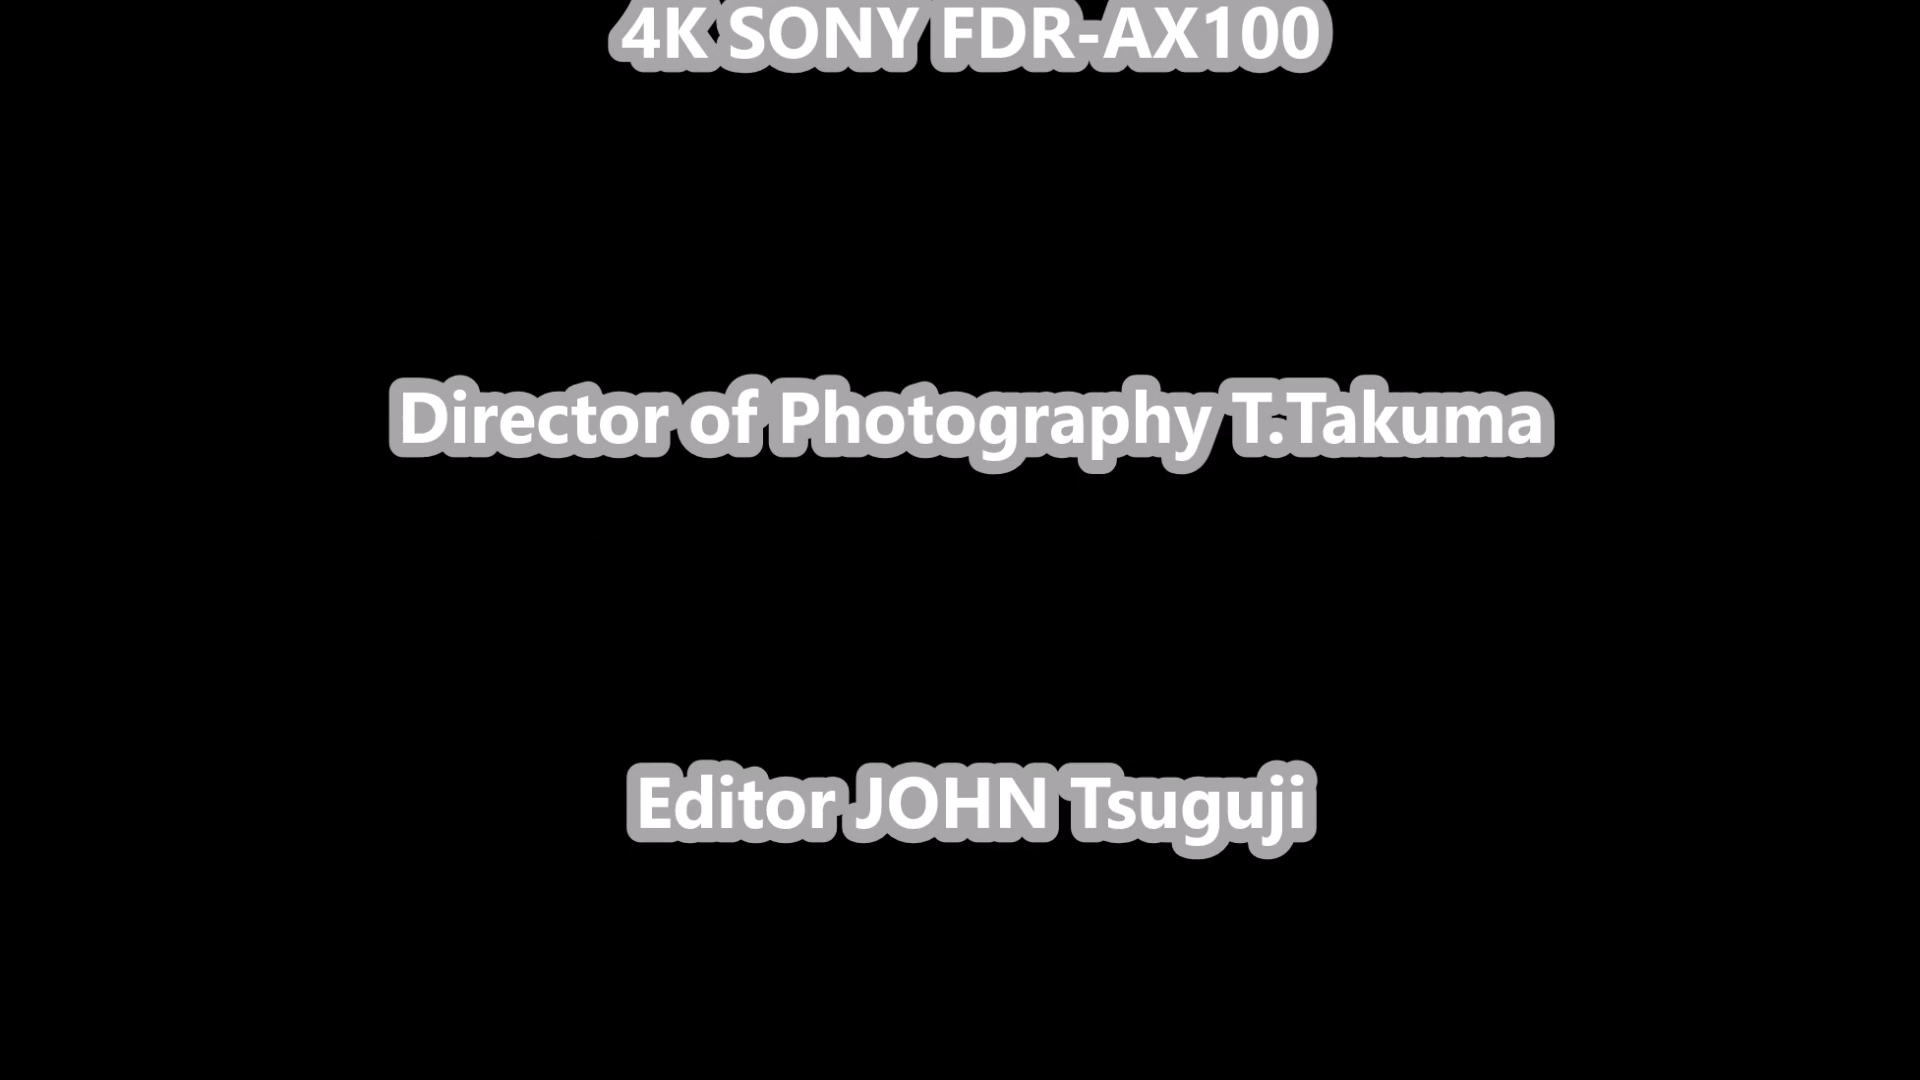 4K SONY FDR-AX100
Director of Photography T.Takuma
Editor JOHN Tsuguji